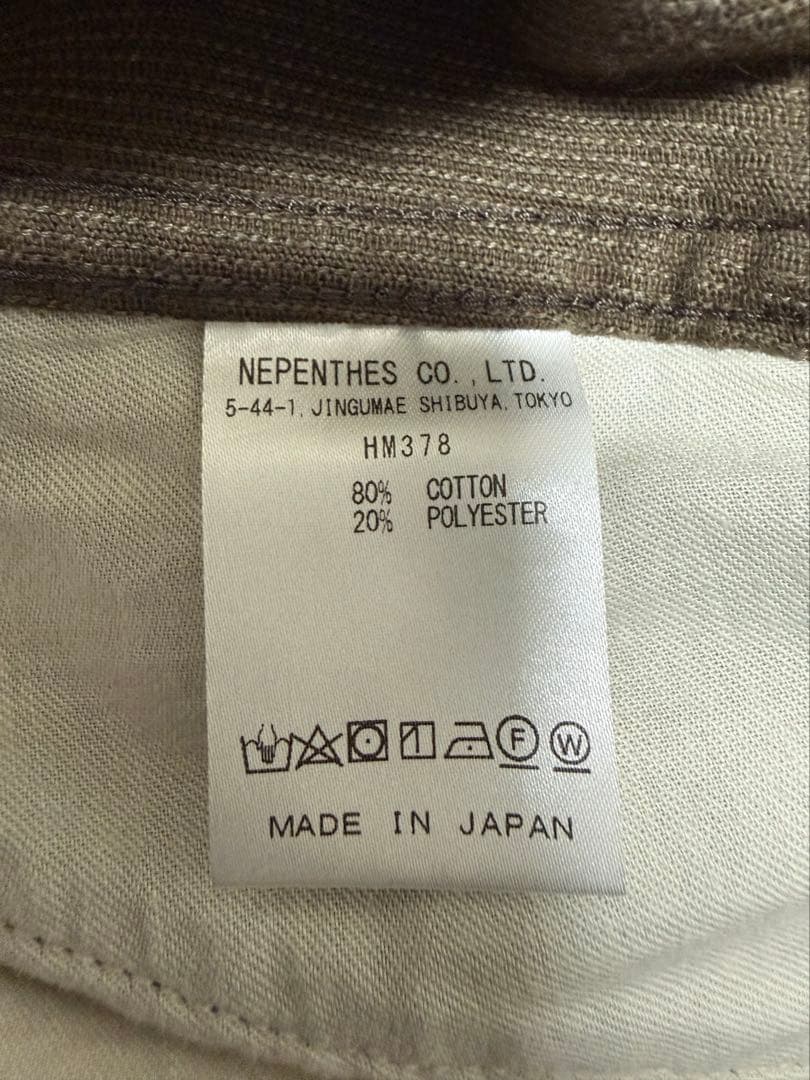 NEPENTHES CO.,LTD.
5-44-1, JINGUMAE SHIBUYA, TOKYO
HM378
80% COTTON
20% POLYESTER
F W
MADE IN JAPAN